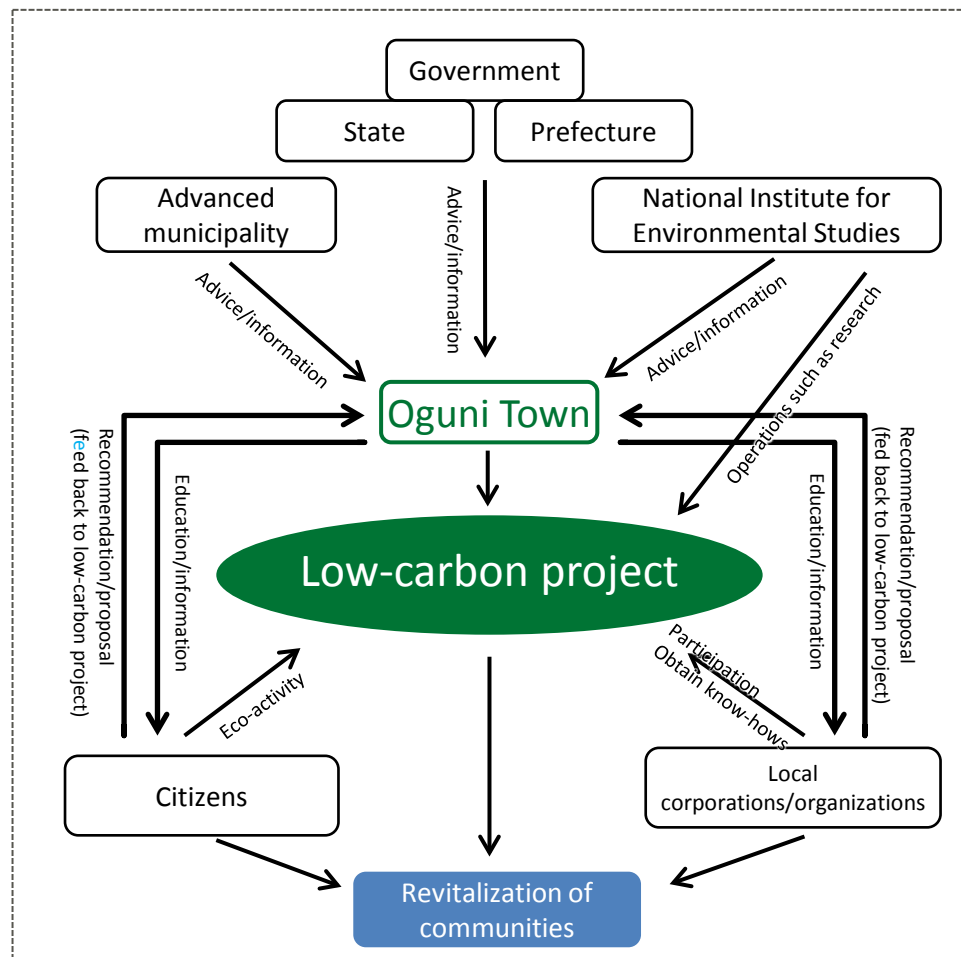 Government
State
Prefecture
Advanced
municipality
National Institute for
Environmental Studies
Advice/information
Advice/information
Advice/information
Operations such as research
Oguni Town
Recommendation/proposal
(feed back to low-carbon project)
Education/information
Education/information
Recommendation/proposal
(fed back to low-carbon project)
Low-carbon project
Eco-activity
Participation
Obtain know-hows
Citizens
Local
corporations/organizations
Revitalization of
communities